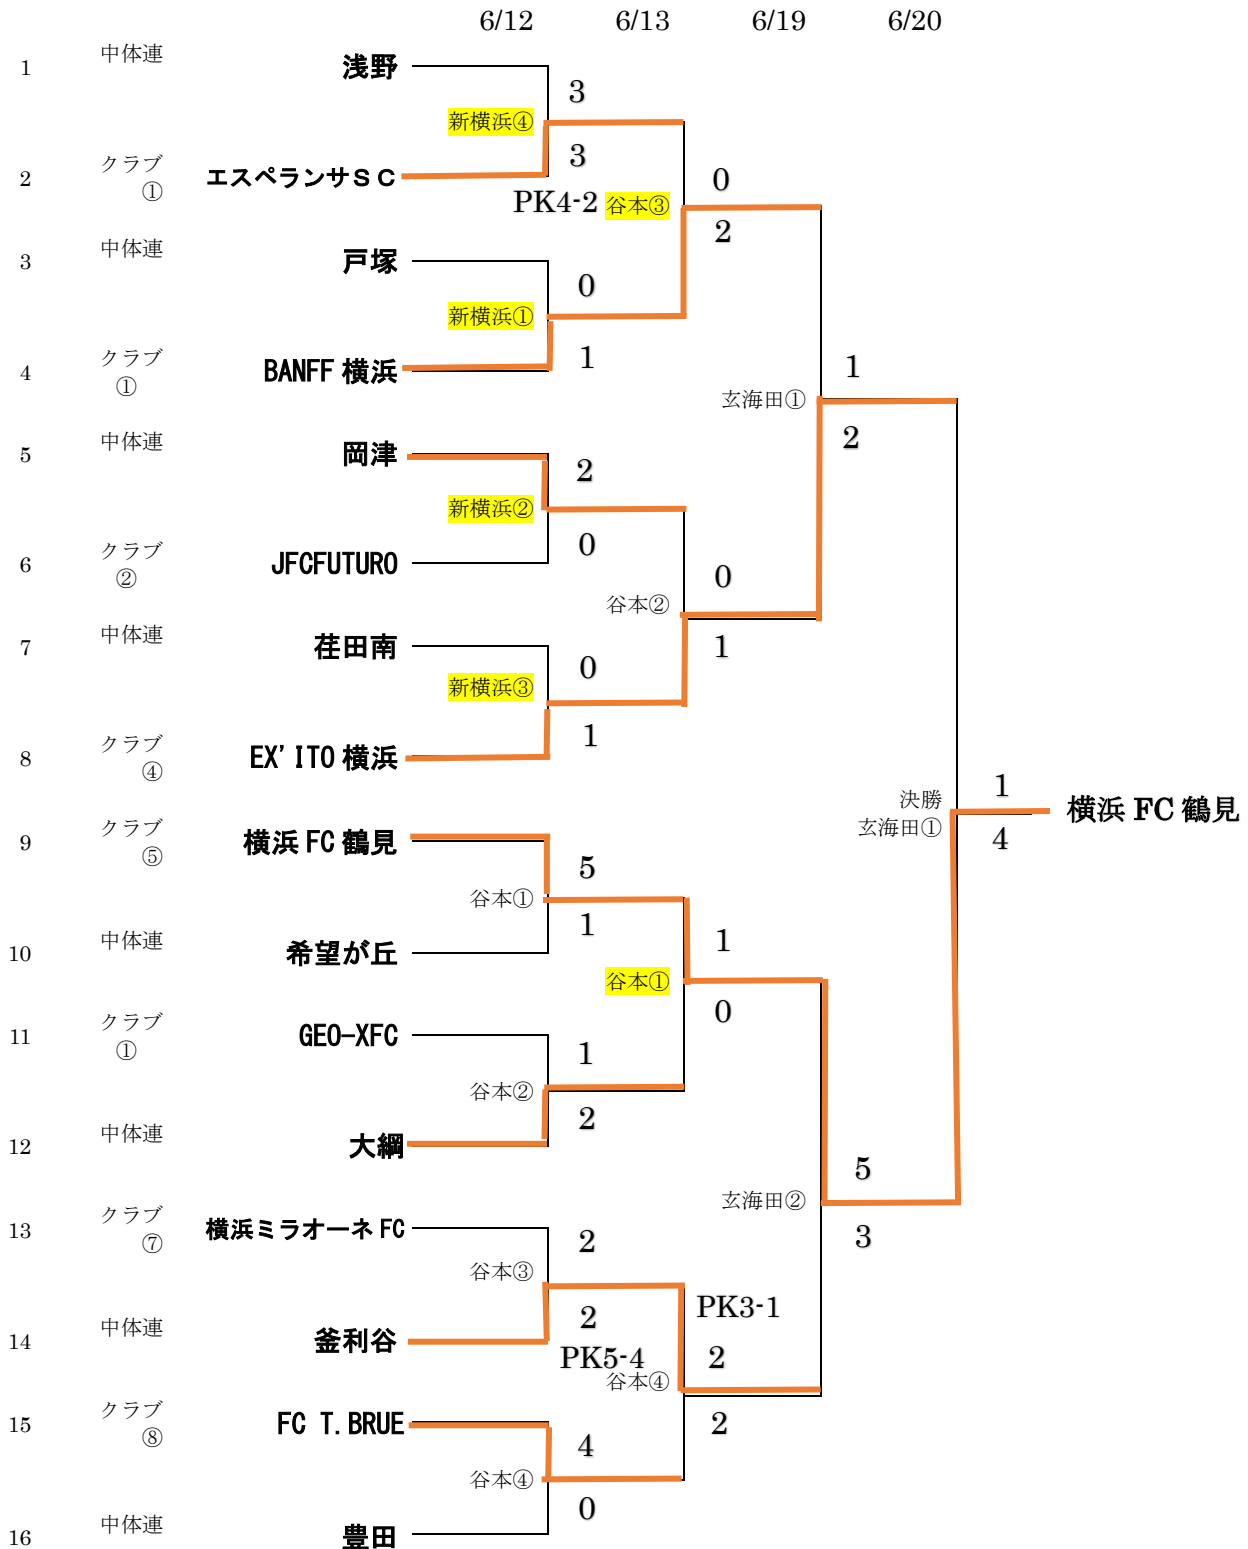 6/12 6/13 6/19 6/20
1 中体連 浅野
3
新横浜④
3
2 クラブ① エスペランサＳＣ
0
PK4-2 谷本③
2
3 中体連 戸塚
0
新横浜①
1
4 クラブ① BANFF 横浜
1
玄海田①
2
5 中体連 岡津
2
新横浜②
0
6 クラブ② JFCFUTURO
0
谷本②
1
7 中体連 荏田南
0
新横浜③
1
8 クラブ④ EX' ITO 横浜
1
決勝
玄海田①
4
横浜 FC 鶴見
9 クラブ⑤ 横浜 FC 鶴見
5
谷本①
1
10 中体連 希望が丘
1
谷本①
0
11 クラブ① GEO-XFC
1
谷本②
2
12 中体連 大綱
5
玄海田②
3
13 クラブ⑦ 横浜ミラオーネ FC
2
谷本③
2
PK3-1
14 中体連 釜利谷
PK5-4
2
谷本④
2
15 クラブ⑧ FC T.BRUE
4
谷本④
0
16 中体連 豊田